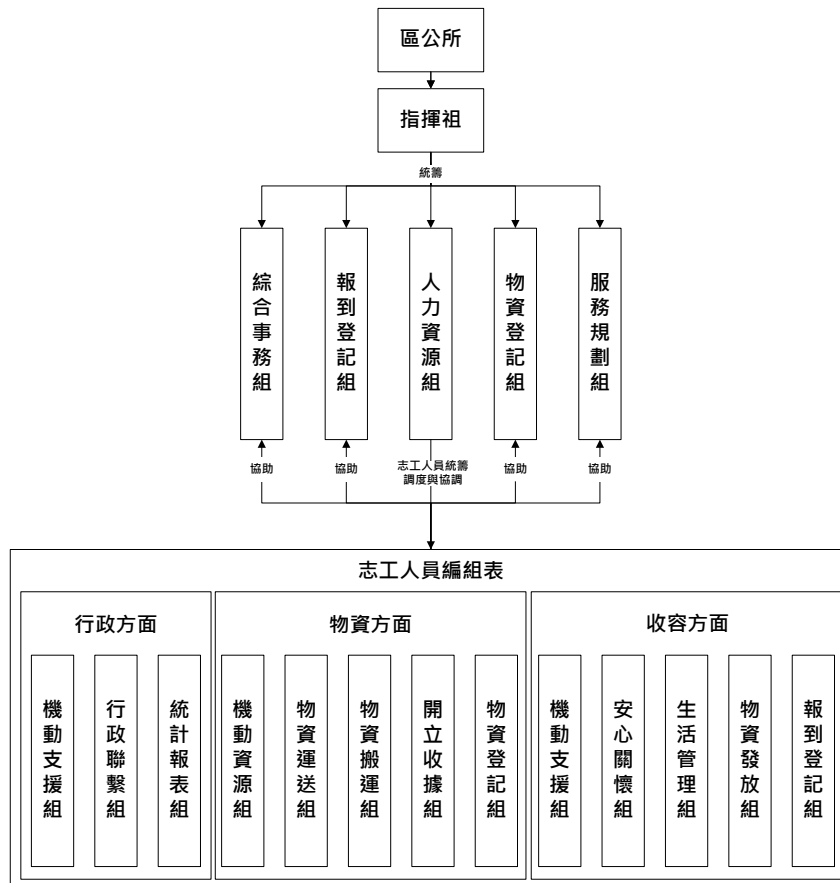 區公所
指揮祖
統籌
綜合事務組
報到登記組
人力資源組
物資登記組
服務規劃組
協助
協助
志工人員統籌
調度與協調
協助
協助
志工人員編組表
行政方面
機動支援組
行政聯繫組
統計報表組
物資方面
機動資源組
物資運送組
物資搬運組
開立收據組
物資登記組
收容方面
機動支援組
安心關懷組
生活管理組
物資發放組
報到登記組